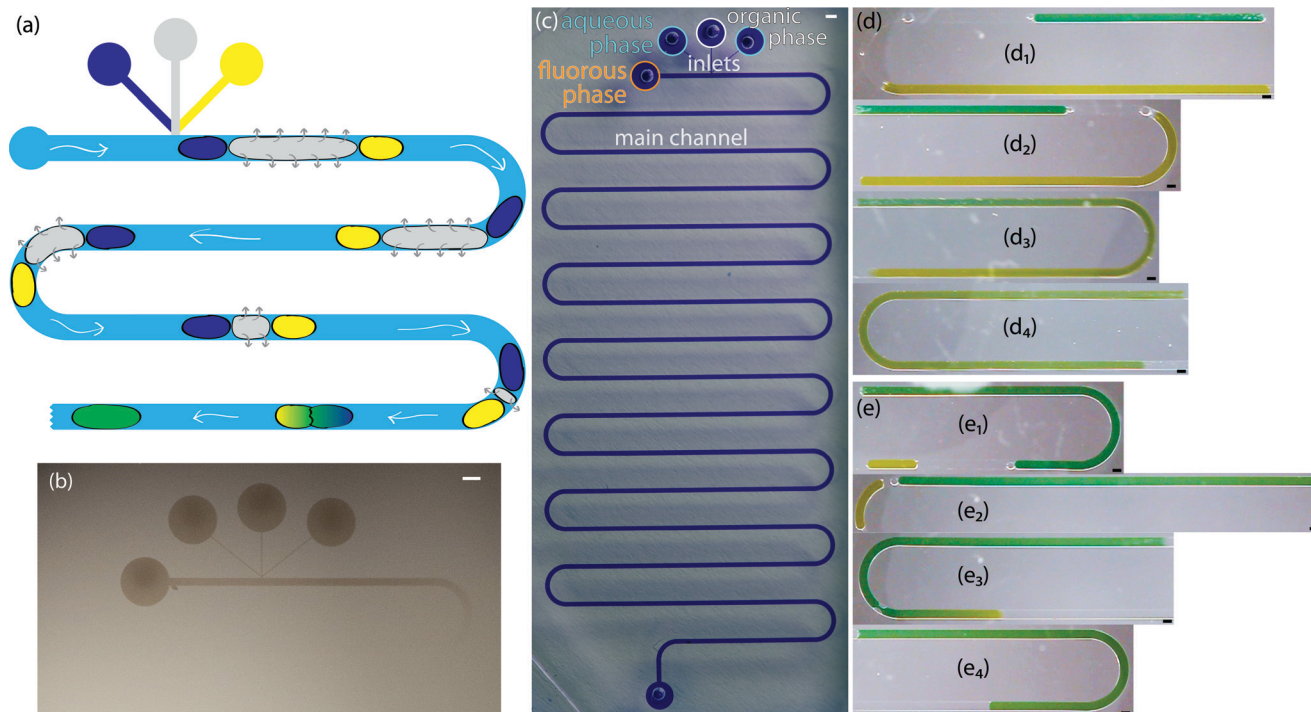 (a)
(b)
(c)
aqueous
phase
organic
phase
inlets
fluorous
phase
main channel
(d)
(d₁)
(d₂)
(d₃)
(d₄)
(e)
(e₁)
(e₂)
(e₃)
(e₄)